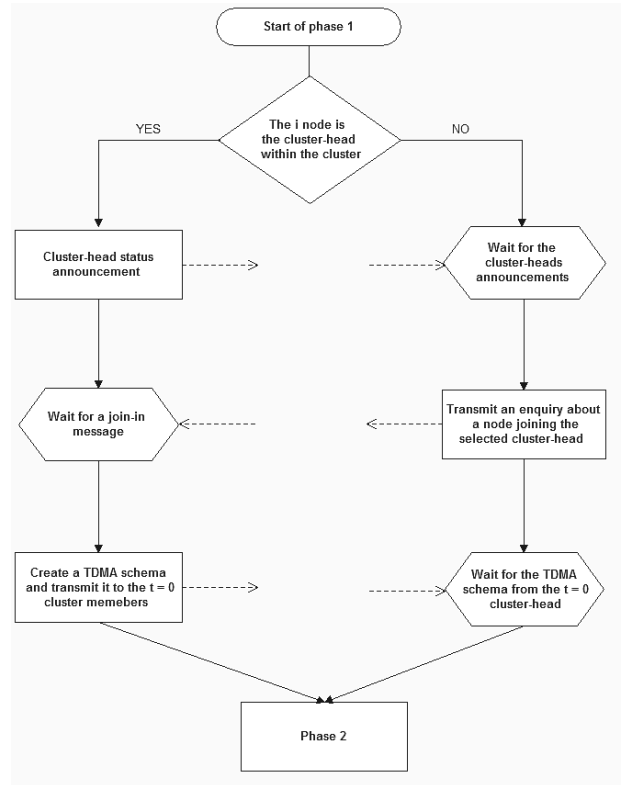 Start of phase 1
The i node is
the cluster-head
within the cluster
YES
NO
Cluster-head status
announcement
Wait for the
cluster-heads
announcements
Wait for a join-in
message
Transmit an enquiry about
a node joining the
selected cluster-head
Create a TDMA schema
and transmit it to the t = 0
cluster memebers
Wait for the TDMA
schema from the t = 0
cluster-head
Phase 2